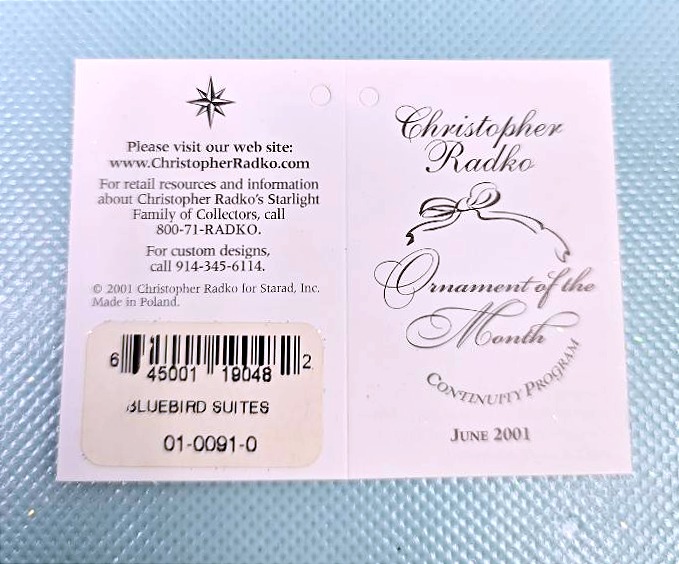 Please visit our web site:
www.ChristopherRadko.com
For retail resources and information
about Christopher Radko's Starlight
Family of Collectors, call
800-71-RADKO.
For custom designs,
call 914-345-6114.
© 2001 Christopher Radko for Starad, Inc.
Made in Poland.
6 45001 19048 2
BLUEBIRD SUITES
01-0091-0
Christopher
Radko
Ornament of the
Month
CONTINUITY PROGRAM
JUNE 2001